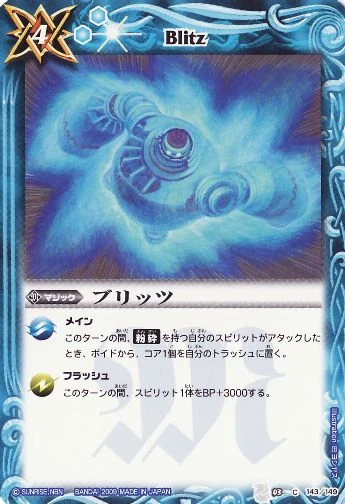 4
Blitz
マジック
ブリッツ
メイン
このターンの間、粉砕を持つ自分のスピリットがアタックしたとき、ボイドから、コア1個を自分のトラッシュに置く。
フラッシュ
このターンの間、スピリット1体をBP+3000する。
© SUNRISE, NBN BANDAI 2009 MADE IN JAPAN
03 C 143/149